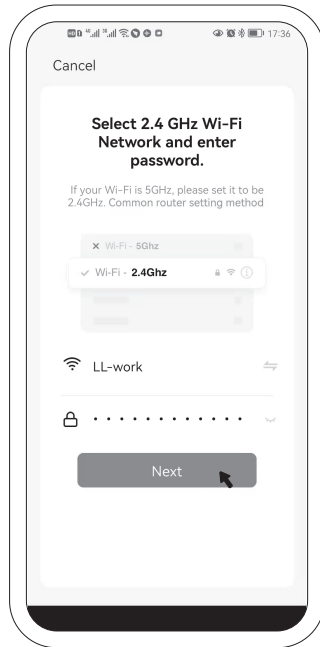 17:36
Cancel
Select 2.4 GHz Wi-Fi
Network and enter
password.
If your Wi-Fi is 5GHz, please set it to be
2.4GHz. Common router setting method
Wi-Fi - 5Ghz
Wi-Fi - 2.4Ghz
LL-work
Next